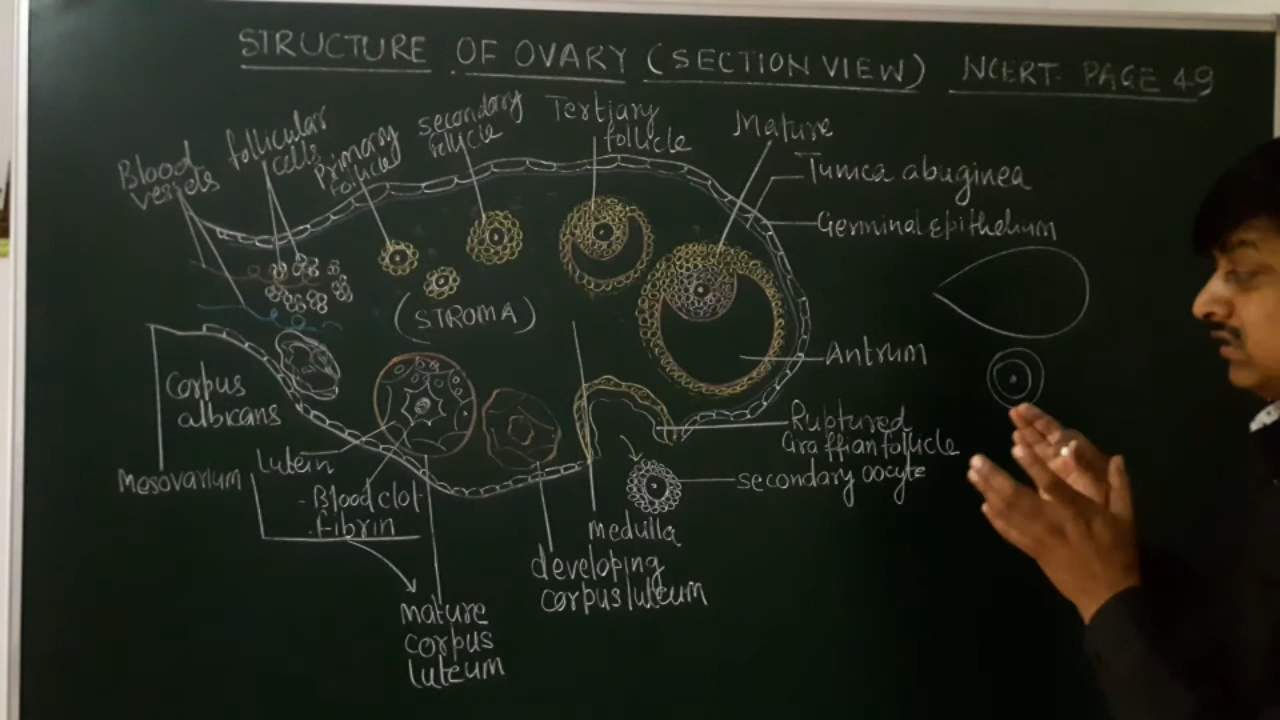 STRUCTURE OF OVARY (SECTION VIEW) NCERT PAGE 49
Blood
vessets
follicular
cells
Primary
follicle
secondary
Tertiary
follicle
Mature
Tunica abuginea
Germinal Epithelium
(STROMA)
Antrum
Corpus
albicans
Ruptured
Graffian follicle
secondary oocyte
Mesovarium
Lutein
- Blood clot
- Fibrin
medulla
developing
corpus luteum
mature
corpus
luteum